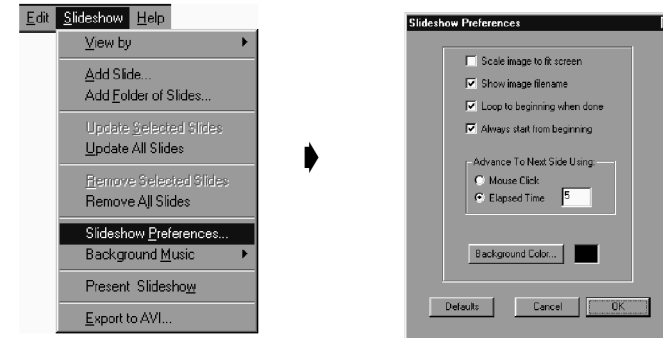 Edit Slideshow Help
View by
Add Slide...
Add Folder of Slides...
Update Selected Slides
Update All Slides
Remove Selected Slides
Remove All Slides
Slideshow Preferences...
Background Music
Present Slideshow
Export to AVI...
Slideshow Preferences
Scale image to fit screen
Show image filename
Loop to beginning when done
Always start from beginning
Advance To Next Side Using:
Mouse Click
Elapsed Time 5
Background Color...
Defaults Cancel OK